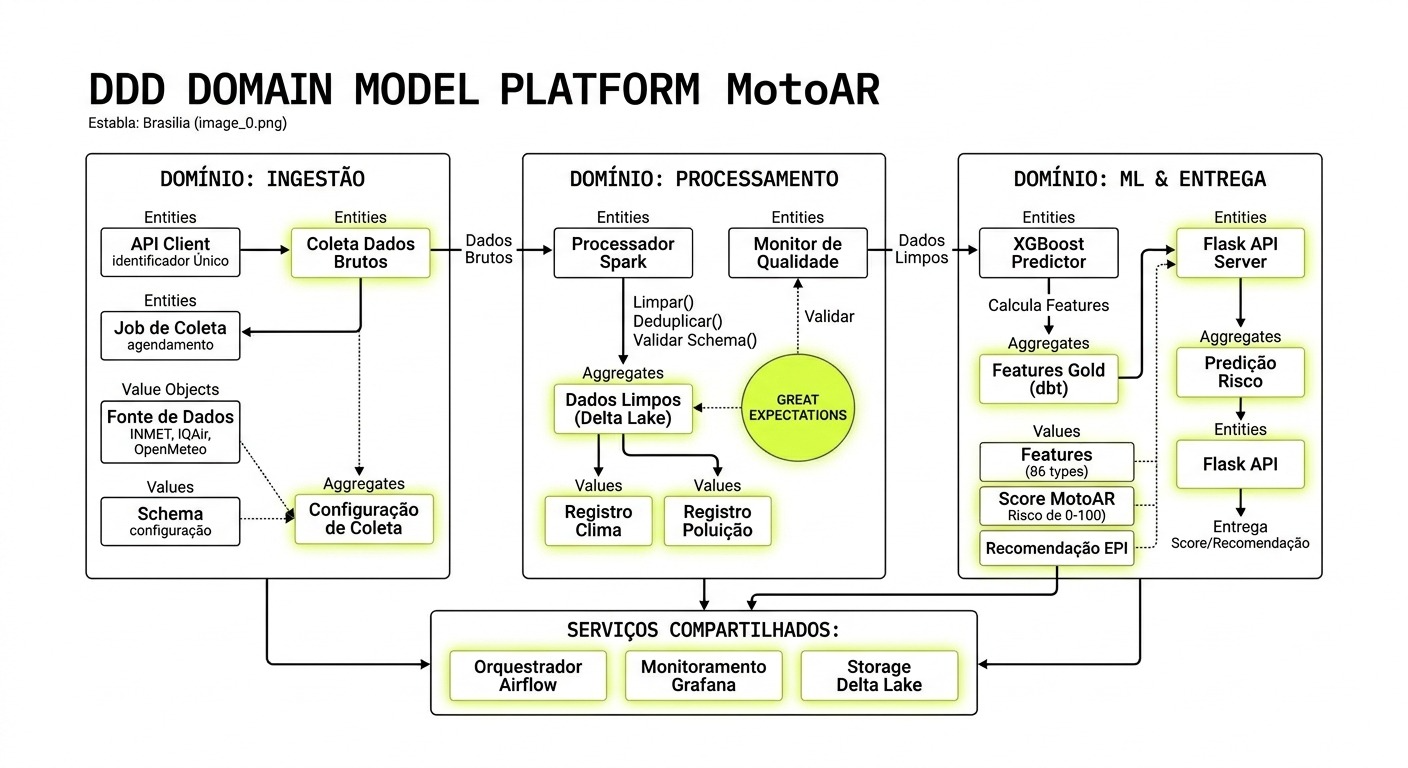 DDD DOMAIN MODEL PLATFORM MotoAR
Establa: Brasilia (image_0.png)
DOMÍNIO: INGESTÃO
Entities
API Client
identificador Único
Entities
Coleta Dados
Brutos
Entities
Job de Coleta
agendamento
Value Objects
Fonte de Dados
INMET, IQAir,
OpenMeteo
Values
Schema
configuração
Aggregates
Configuração
de Coleta
Dados
Brutos
DOMÍNIO: PROCESSAMENTO
Entities
Processador
Spark
Entities
Monitor de
Qualidade
Limpar()
Deduplicar()
Validar Schema()
Validar
Aggregates
Dados Limpos
(Delta Lake)
GREAT
EXPECTATIONS
Values
Registro
Clima
Values
Registro
Poluição
Dados
Limpos
DOMÍNIO: ML & ENTREGA
Entities
XGBoost
Predictor
Calcula Features
Aggregates
Features Gold
(dbt)
Values
Features
(86 types)
Score MotoAR
Risco de 0-100)
Recomendação EPI
Entities
Flask API
Server
Aggregates
Predição
Risco
Entities
Flask API
Entrega
Score/Recomendação
SERVIÇOS COMPARTILHADOS:
Orquestrador
Airflow
Monitoramento
Grafana
Storage
Delta Lake